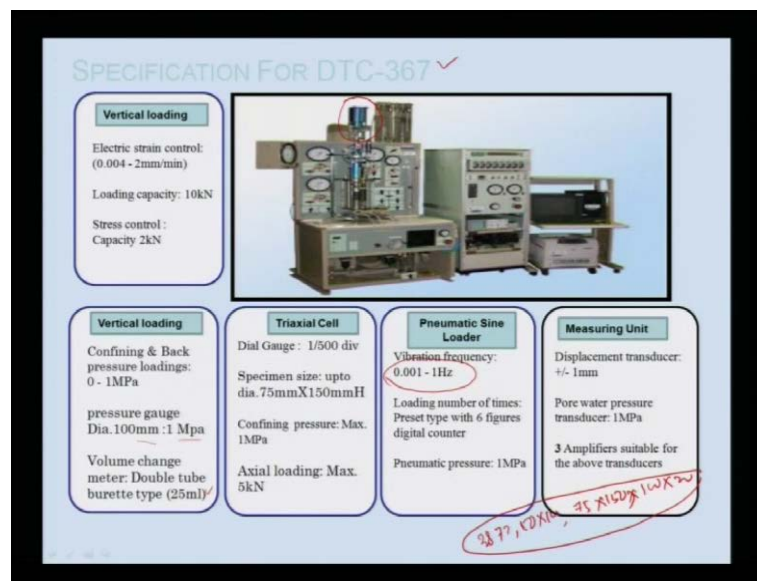 SPECIFICATION FOR DTC-367
Vertical loading
Electric strain control:
(0.004 - 2mm/min)
Loading capacity: 10kN
Stress control :
Capacity 2kN
Vertical loading
Confining & Back
pressure loadings:
0 - 1MPa
pressure gauge
Dia.100mm :1 Mpa
Volume change
meter: Double tube
burette type (25ml)
Triaxial Cell
Dial Gauge : 1/500 div
Specimen size: upto
dia.75mmX150mmH
Confining pressure: Max.
1MPa
Axial loading: Max.
5kN
Pneumatic Sine
Loader
Vibration frequency:
0.001 - 1Hz
Loading number of times:
Preset type with 6 figures
digital counter
Pneumatic pressure: 1MPa
Measuring Unit
Displacement transducer:
+/- 1mm
Pore water pressure
transducer: 1MPa
3 Amplifiers suitable for
the above transducers
75X150